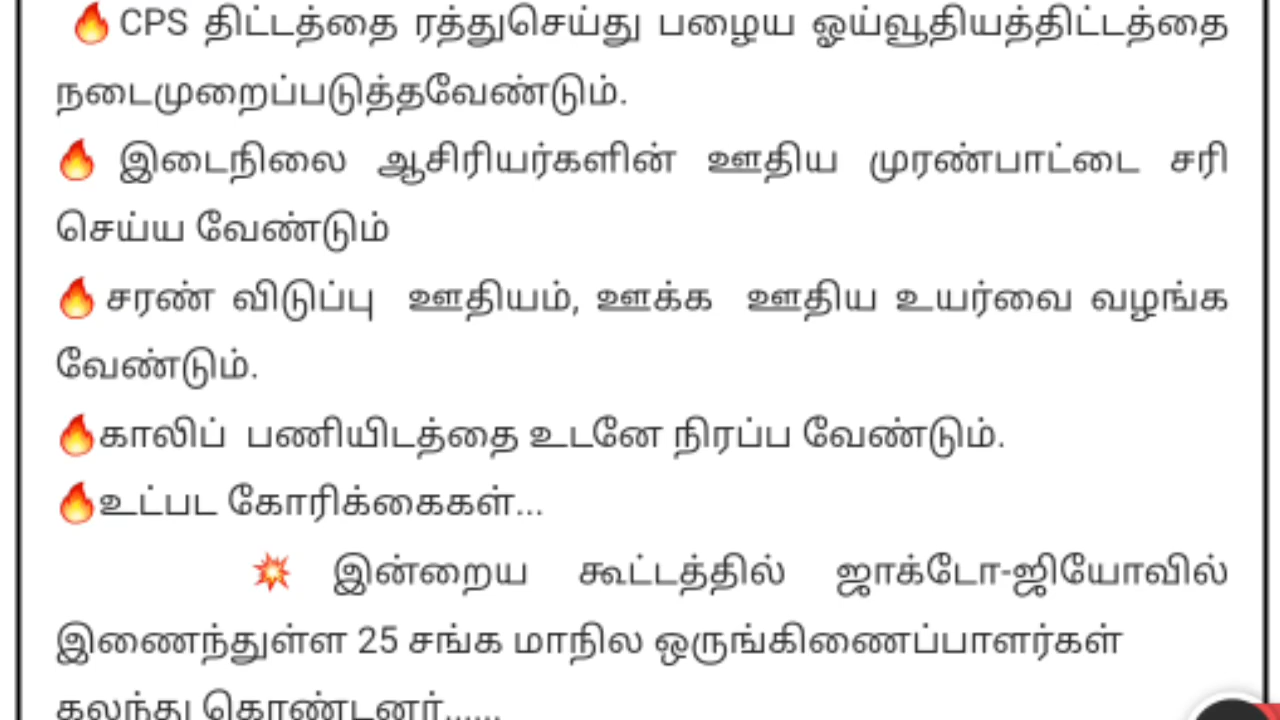 🔥CPS திட்டத்தை ரத்துசெய்து பழைய ஓய்வூதியத்திட்டத்தை
நடைமுறைப்படுத்தவேண்டும்.
🔥 இடைநிலை ஆசிரியர்களின் ஊதிய முரண்பாட்டை சரி
செய்ய வேண்டும்
🔥சரண் விடுப்பு ஊதியம், ஊக்க ஊதிய உயர்வை வழங்க
வேண்டும்.
🔥காலிப் பணியிடத்தை உடனே நிரப்ப வேண்டும்.
🔥உட்பட கோரிக்கைகள்...
💥 இன்றைய கூட்டத்தில் ஜாக்டோ-ஜியோவில்
இணைந்துள்ள 25 சங்க மாநில ஒருங்கிணைப்பாளர்கள்
கலந்து கொண்டனர்......